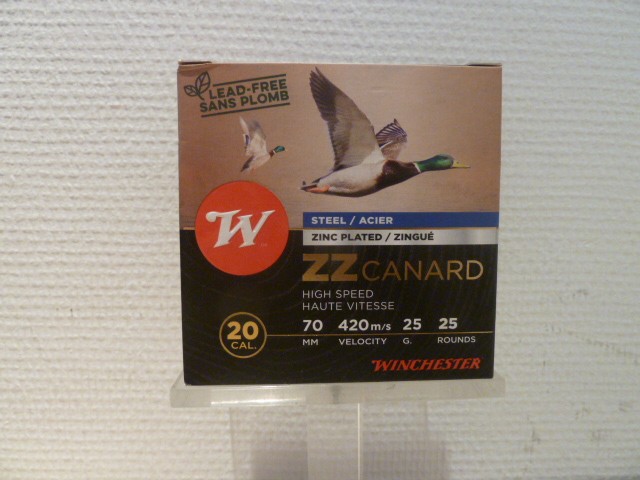 LEAD-FREE
SANS PLOMB
W
STEEL / ACIER
ZINC PLATED / ZINGUÉ
ZZ CANARD
HIGH SPEED
HAUTE VITESSE
20 CAL.
70 MM
420 m/s VELOCITY
25 G.
25 ROUNDS
WINCHESTER